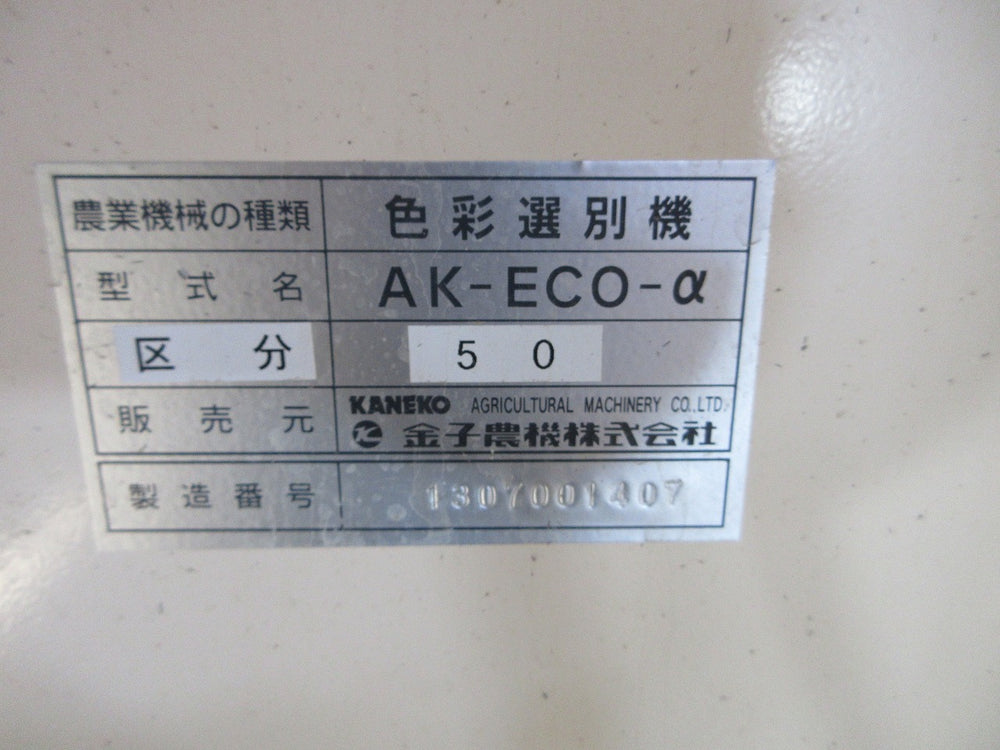 農業機械の種類 色彩選別機
型式名 AK-ECO-α
区分 50
販売元 KANEKO AGRICULTURAL MACHINERY CO.,LTD.
金子農機株式会社
製造番号 1307001407